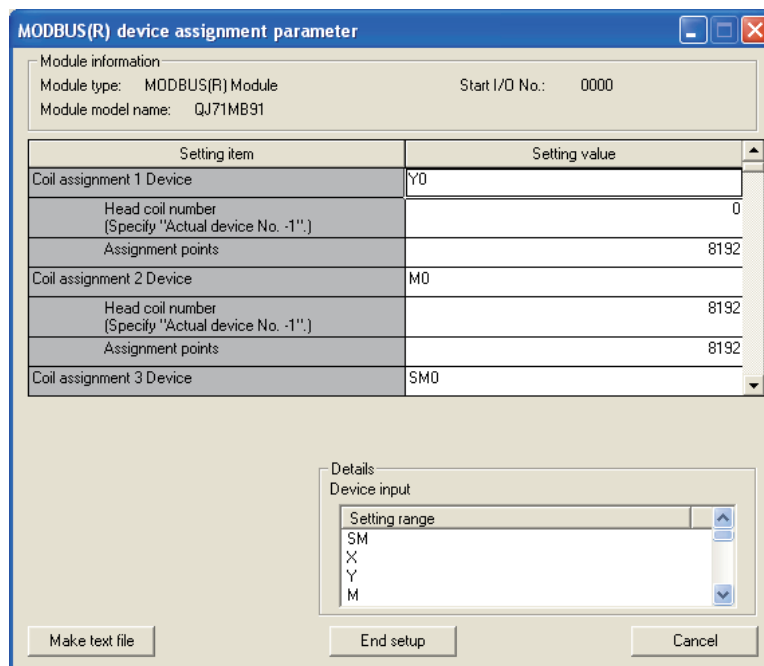 MODBUS(R) device assignment parameter
Module information
Module type: MODBUS(R) Module Start I/O No.: 0000
Module model name: QJ71MB91
Setting item Setting value
Coil assignment 1 Device Y0
Head coil number 0
(Specify "Actual device No. -1".)
Assignment points 8192
Coil assignment 2 Device M0
Head coil number 8192
(Specify "Actual device No. -1".)
Assignment points 8192
Coil assignment 3 Device SM0
Details
Device input
Setting range
SM
X
Y
M
Make text file End setup Cancel